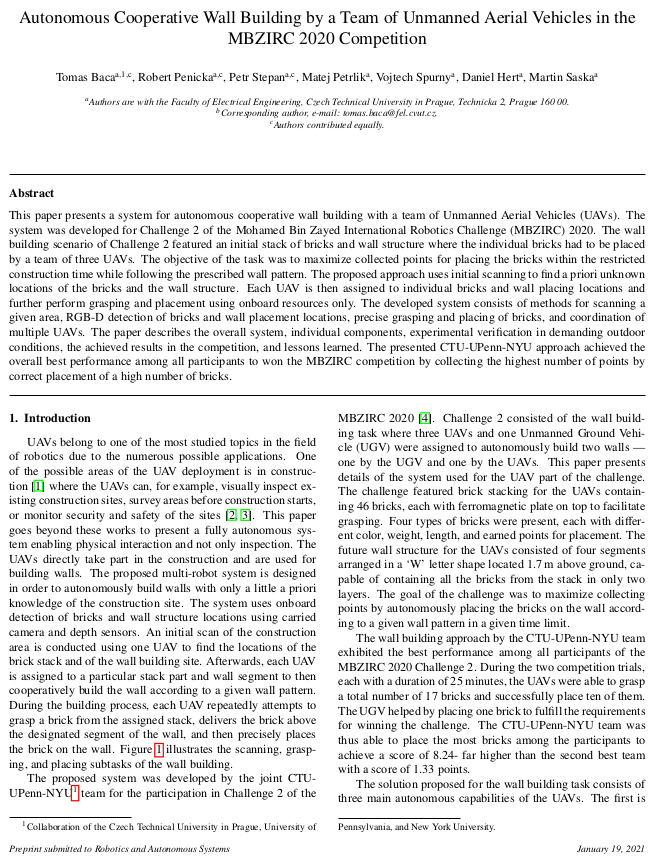 Autonomous Cooperative Wall Building by a Team of Unmanned Aerial Vehicles in the
MBZIRC 2020 Competition
Tomas Baca^a,1,c, Robert Penicka^a,c, Petr Stepan^a,c, Matej Petrlik^a, Vojtech Spurny^a, Daniel Hert^a, Martin Saska^a
^aAuthors are with the Faculty of Electrical Engineering, Czech Technical University in Prague, Technicka 2, Prague 160 00.
^bCorresponding author, e-mail: tomas.baca@fel.cvut.cz,
^cAuthors contributed equally.
Abstract
This paper presents a system for autonomous cooperative wall building with a team of Unmanned Aerial Vehicles (UAVs). The
system was developed for Challenge 2 of the Mohamed Bin Zayed International Robotics Challenge (MBZIRC) 2020. The wall
building scenario of Challenge 2 featured an initial stack of bricks and wall structure where the individual bricks had to be placed
by a team of three UAVs. The objective of the task was to maximize collected points for placing the bricks within the restricted
construction time while following the prescribed wall pattern. The proposed approach uses initial scanning to find a priori unknown
locations of the bricks and the wall structure. Each UAV is then assigned to individual bricks and wall placing locations and
further perform grasping and placement using onboard resources only. The developed system consists of methods for scanning a
given area, RGB-D detection of bricks and wall placement locations, precise grasping and placing of bricks, and coordination of
multiple UAVs. The paper describes the overall system, individual components, experimental verification in demanding outdoor
conditions, the achieved results in the competition, and lessons learned. The presented CTU-UPenn-NYU approach achieved the
overall best performance among all participants to won the MBZIRC competition by collecting the highest number of points by
correct placement of a high number of bricks.
1. Introduction
UAVs belong to one of the most studied topics in the field
of robotics due to the numerous possible applications. One
of the possible areas of the UAV deployment is in construc-
tion [1] where the UAVs can, for example, visually inspect ex-
isting construction sites, survey areas before construction starts,
or monitor security and safety of the sites [2, 3]. This paper
goes beyond these works to present a fully autonomous sys-
tem enabling physical interaction and not only inspection. The
UAVs directly take part in the construction and are used for
building walls. The proposed multi-robot system is designed
in order to autonomously build walls with only a little a priori
knowledge of the construction site. The system uses onboard
detection of bricks and wall structure locations using carried
camera and depth sensors. An initial scan of the construction
area is conducted using one UAV to find the locations of the
brick stack and of the wall building site. Afterwards, each UAV
is assigned to a particular stack part and wall segment to then
cooperatively build the wall according to a given wall pattern.
During the building process, each UAV repeatedly attempts to
grasp a brick from the assigned stack, delivers the brick above
the designated segment of the wall, and then precisely places
the brick on the wall. Figure 1 illustrates the scanning, grasp-
ing, and placing subtasks of the wall building.
The proposed system was developed by the joint CTU-
UPenn-NYU^1 team for the participation in Challenge 2 of the
^1Collaboration of the Czech Technical University in Prague, University of
MBZIRC 2020 [4]. Challenge 2 consisted of the wall build-
ing task where three UAVs and one Unmanned Ground Vehi-
cle (UGV) were assigned to autonomously build two walls —
one by the UGV and one by the UAVs. This paper presents
details of the system used for the UAV part of the challenge.
The challenge featured brick stacking for the UAVs contain-
ing 46 bricks, each with ferromagnetic plate on top to facilitate
grasping. Four types of bricks were present, each with differ-
ent color, weight, length, and earned points for placement. The
future wall structure for the UAVs consisted of four segments
arranged in a ‘W’ letter shape located 1.7 m above ground, ca-
pable of containing all the bricks from the stack in only two
layers. The goal of the challenge was to maximize collecting
points by autonomously placing the bricks on the wall accord-
ing to a given wall pattern in a given time limit.
The wall building approach by the CTU-UPenn-NYU team
exhibited the best performance among all participants of the
MBZIRC 2020 Challenge 2. During the two competition trials,
each with a duration of 25 minutes, the UAVs were able to grasp
a total number of 17 bricks and successfully place ten of them.
The UGV helped by placing one brick to fulfill the requirements
for winning the challenge. The CTU-UPenn-NYU team was
thus able to place the most bricks among the participants to
achieve a score of 8.24- far higher than the second best team
with a score of 1.33 points.
The solution proposed for the wall building task consists of
three main autonomous capabilities of the UAVs. The first is
Pennsylvania, and New York University.
Preprint submitted to Robotics and Autonomous Systems
January 19, 2021